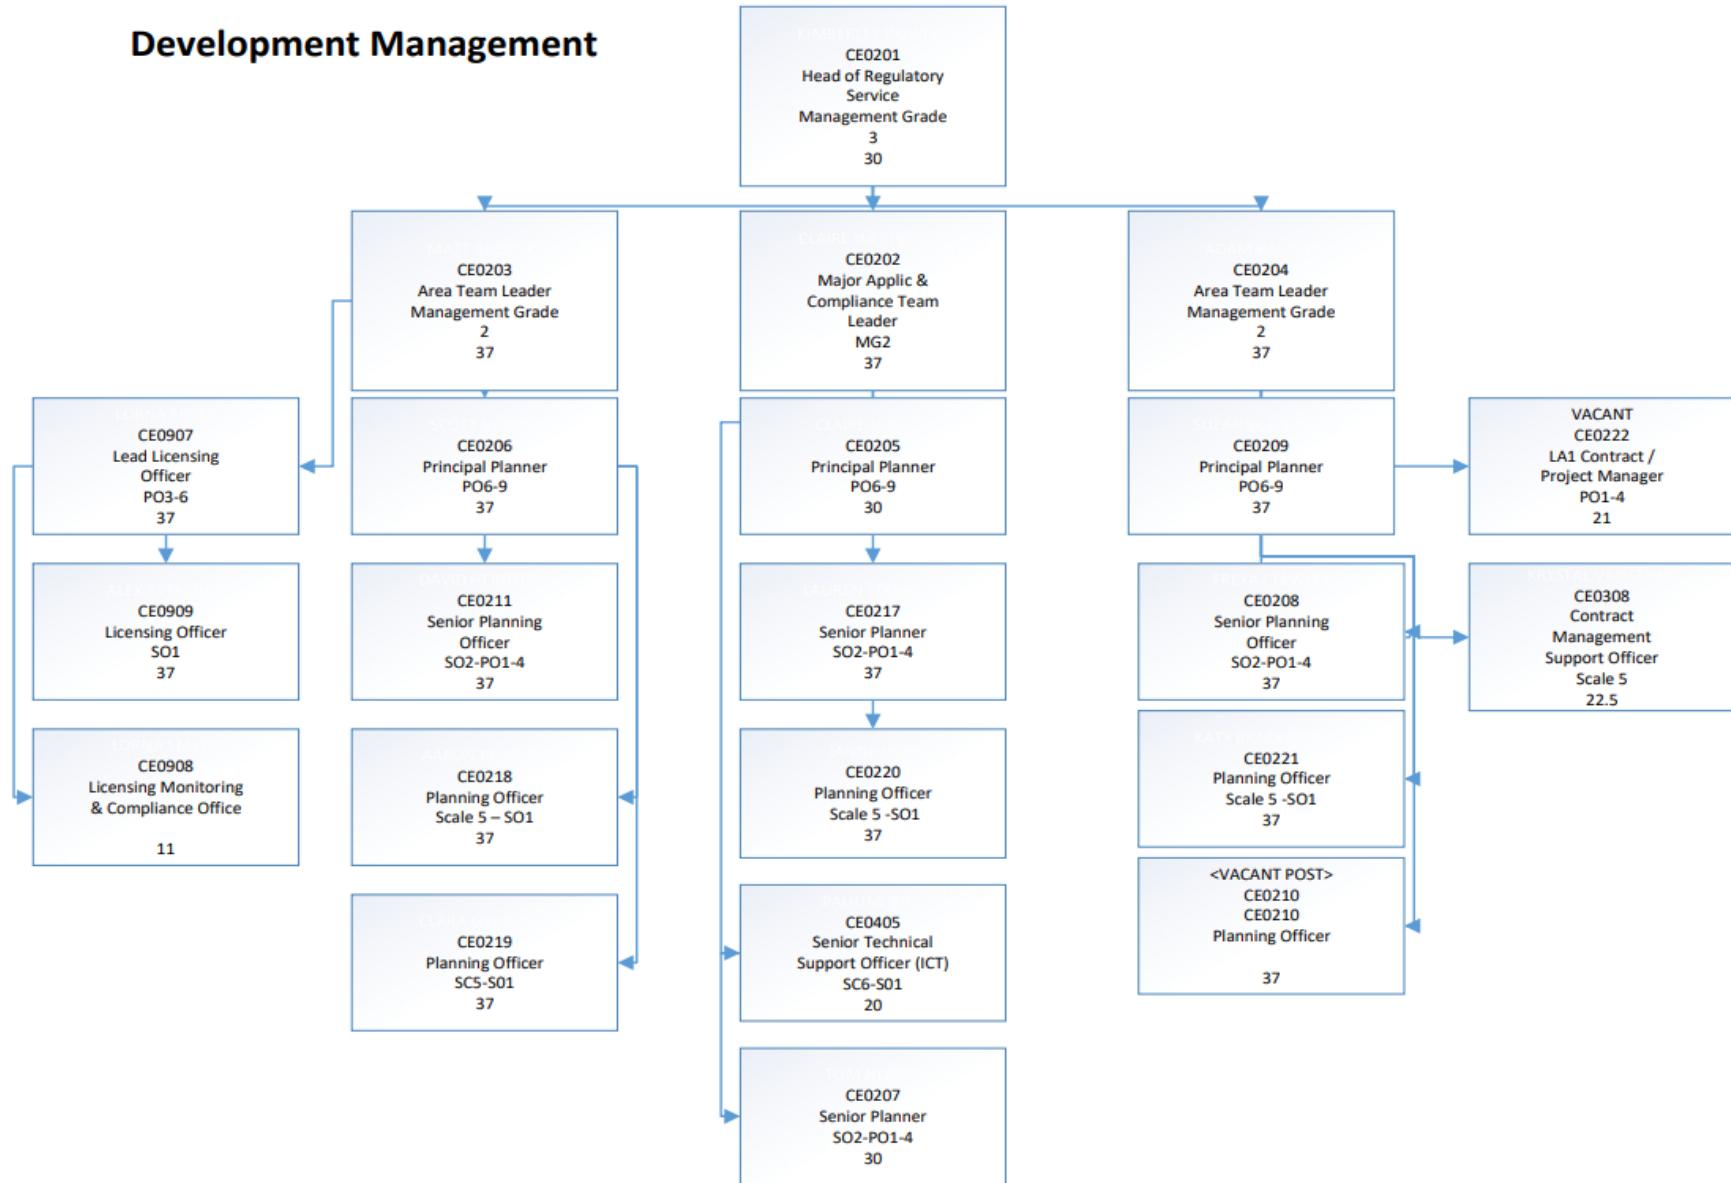 Development Management
CE0201
Head of Regulatory
Service
Management Grade
3
30
CE0203
Area Team Leader
Management Grade
2
37
CE0202
Major Applic &
Compliance Team
Leader
MG2
37
CE0204
Area Team Leader
Management Grade
2
37
CE0907
Lead Licensing
Officer
PO3-6
37
CE0206
Principal Planner
PO6-9
37
CE0205
Principal Planner
PO6-9
30
CE0209
Principal Planner
PO6-9
37
VACANT
CE0222
LA1 Contract /
Project Manager
PO1-4
21
CE0909
Licensing Officer
SO1
37
CE0211
Senior Planning
Officer
SO2-PO1-4
37
CE0217
Senior Planner
SO2-PO1-4
37
CE0208
Senior Planning
Officer
SO2-PO1-4
37
CE0308
Contract
Management
Support Officer
Scale 5
22.5
CE0908
Licensing Monitoring
& Compliance Office
11
CE0218
Planning Officer
Scale 5 – SO1
37
CE0220
Planning Officer
Scale 5 -SO1
37
CE0221
Planning Officer
Scale 5 -SO1
37
CE0219
Planning Officer
SC5-S01
37
CE0405
Senior Technical
Support Officer (ICT)
SC6-S01
20
<VACANT POST>
CE0210
CE0210
Planning Officer
37
CE0207
Senior Planner
SO2-PO1-4
30